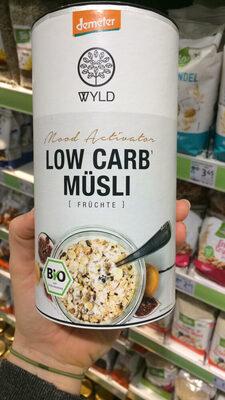 demeter
WYLD
Mood Activator
LOW CARB
MÜSLI
[ FRÜCHTE ]
BIO